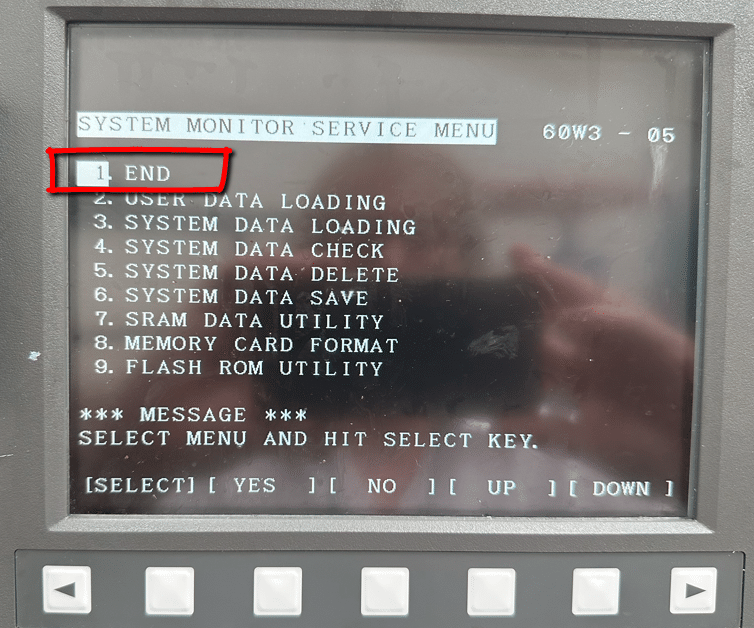 SYSTEM MONITOR SERVICE MENU 60W3 - 05
1. END
2. USER DATA LOADING
3. SYSTEM DATA LOADING
4. SYSTEM DATA CHECK
5. SYSTEM DATA DELETE
6. SYSTEM DATA SAVE
7. SRAM DATA UTILITY
8. MEMORY CARD FORMAT
9. FLASH ROM UTILITY
*** MESSAGE ***
SELECT MENU AND HIT SELECT KEY.
[SELECT] [ YES ] [ NO ] [ UP ] [ DOWN ]